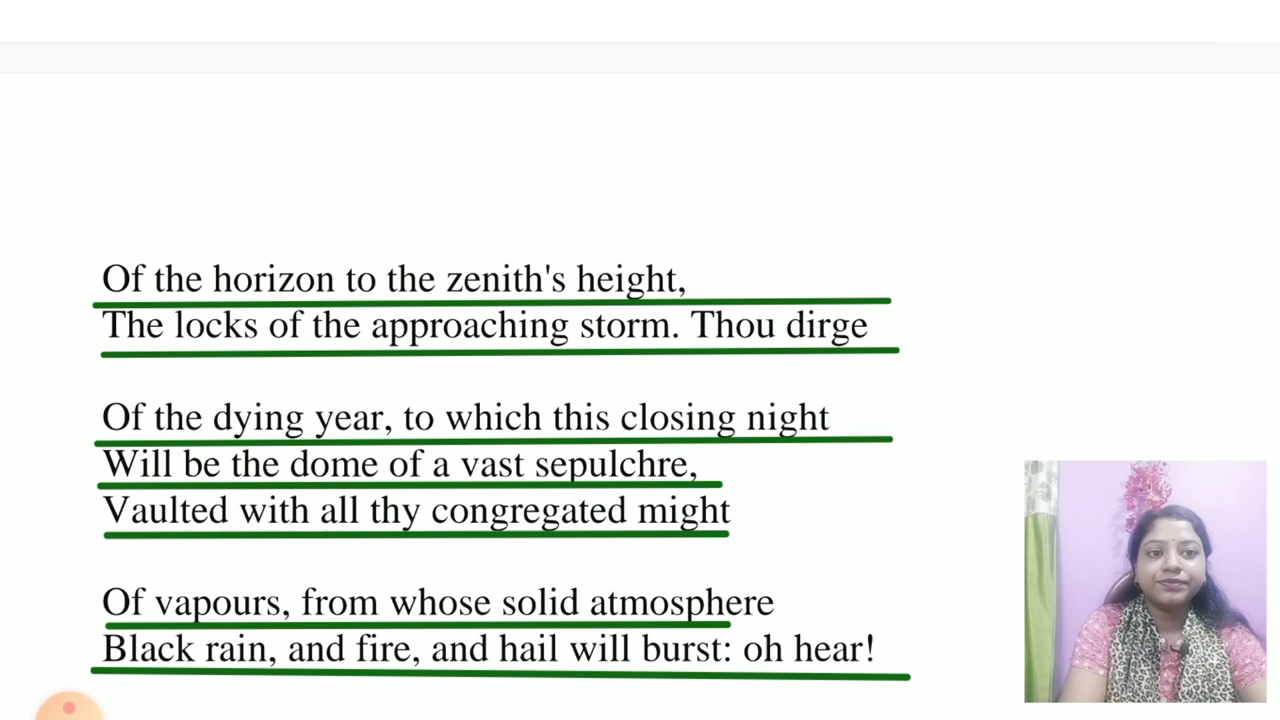 Of the horizon to the zenith's height,
The locks of the approaching storm. Thou dirge
Of the dying year, to which this closing night
Will be the dome of a vast sepulchre,
Vaulted with all thy congregated might
Of vapours, from whose solid atmosphere
Black rain, and fire, and hail will burst: oh hear!